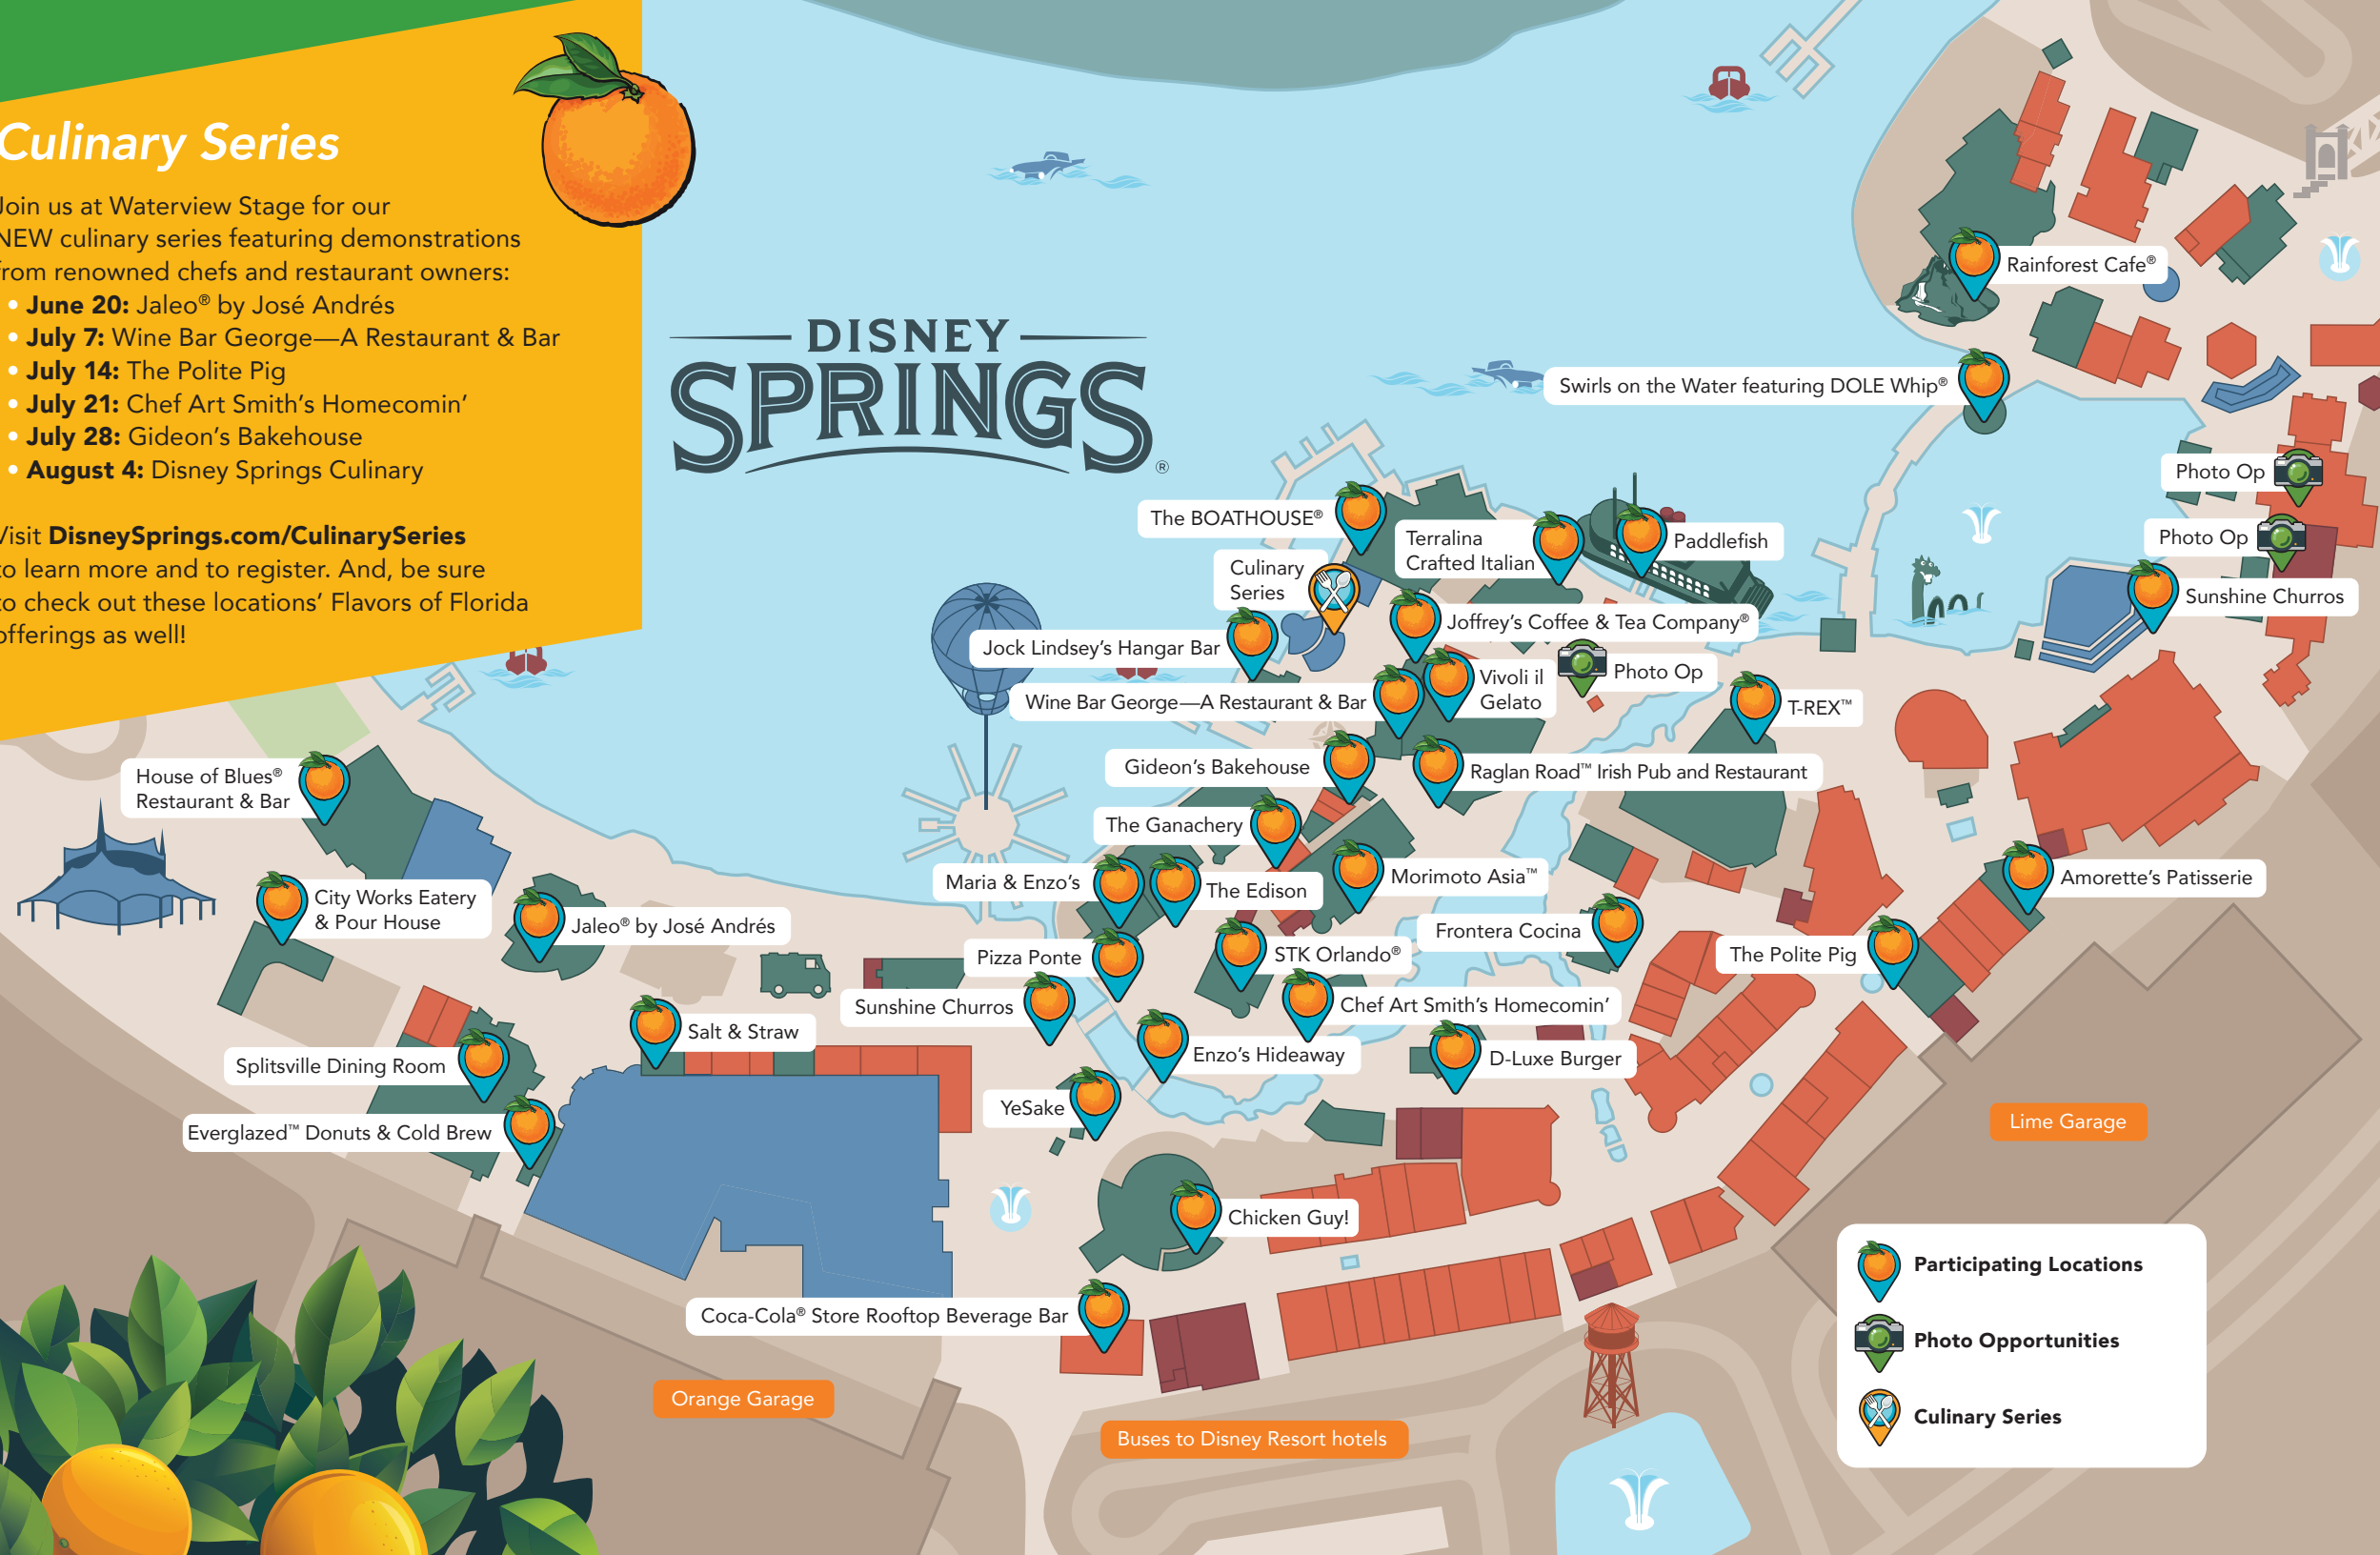 Culinary Series
Join us at Waterview Stage for our
NEW culinary series featuring demonstrations
from renowned chefs and restaurant owners:
• June 20: Jaleo® by José Andrés
• July 7: Wine Bar George—A Restaurant & Bar
• July 14: The Polite Pig
• July 21: Chef Art Smith's Homecomin'
• July 28: Gideon's Bakehouse
• August 4: Disney Springs Culinary
Visit DisneySprings.com/CulinarySeries
to learn more and to register. And, be sure
to check out these locations' Flavors of Florida
offerings as well!
DISNEY
SPRINGS®
Rainforest Cafe®
Swirls on the Water featuring DOLE Whip®
Photo Op
Photo Op
Sunshine Churros
The BOATHOUSE®
Terralina
Crafted Italian
Paddlefish
Culinary
Series
Joffrey's Coffee & Tea Company®
Jock Lindsey's Hangar Bar
Vivoli il
Gelato
Photo Op
Wine Bar George—A Restaurant & Bar
T-REX™
Gideon's Bakehouse
Raglan Road™ Irish Pub and Restaurant
House of Blues®
Restaurant & Bar
The Ganachery
Maria & Enzo's
The Edison
Morimoto Asia™
Amorette's Patisserie
City Works Eatery
& Pour House
Jaleo® by José Andrés
Frontera Cocina
Pizza Ponte
STK Orlando®
The Polite Pig
Sunshine Churros
Chef Art Smith's Homecomin'
Salt & Straw
Enzo's Hideaway
D-Luxe Burger
Splitsville Dining Room
YeSake
Everglazed™ Donuts & Cold Brew
Lime Garage
Chicken Guy!
Coca-Cola® Store Rooftop Beverage Bar
Orange Garage
Buses to Disney Resort hotels
Participating Locations
Photo Opportunities
Culinary Series